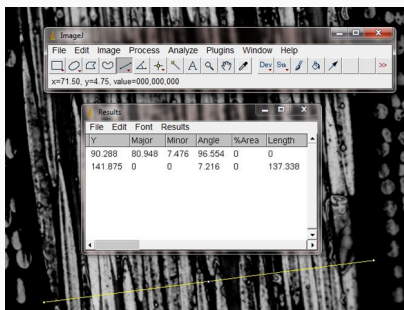 ImageJ
File Edit Image Process Analyze Plugins Window Help
A Dev Stk >>
x=71.50, y=4.75, value=000,000,000
Results
File Edit Font Results
Y Major Minor Angle %Area Length
90.288 80.948 7.476 96.554 0 0
141.875 0 0 7.216 0 137.338